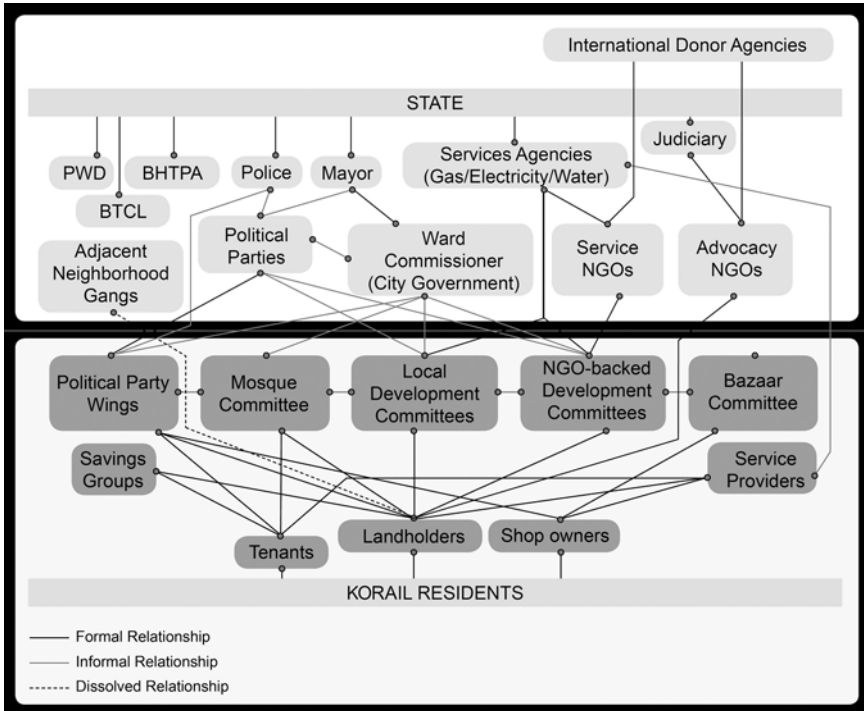 International Donor Agencies
STATE
Judiciary
Services Agencies
(Gas/Electricity/Water)
PWD
BHTPA
Police
Mayor
BTCL
Adjacent
Neighborhood
Gangs
Political
Parties
Ward
Commissioner
(City Government)
Service
NGOs
Advocacy
NGOs
Political Party
Wings
Mosque
Committee
Local
Development
Committees
NGO-backed
Development
Committees
Bazaar
Committee
Savings
Groups
Service
Providers
Tenants
Landholders
Shop owners
KORAIL RESIDENTS
Formal Relationship
Informal Relationship
Dissolved Relationship